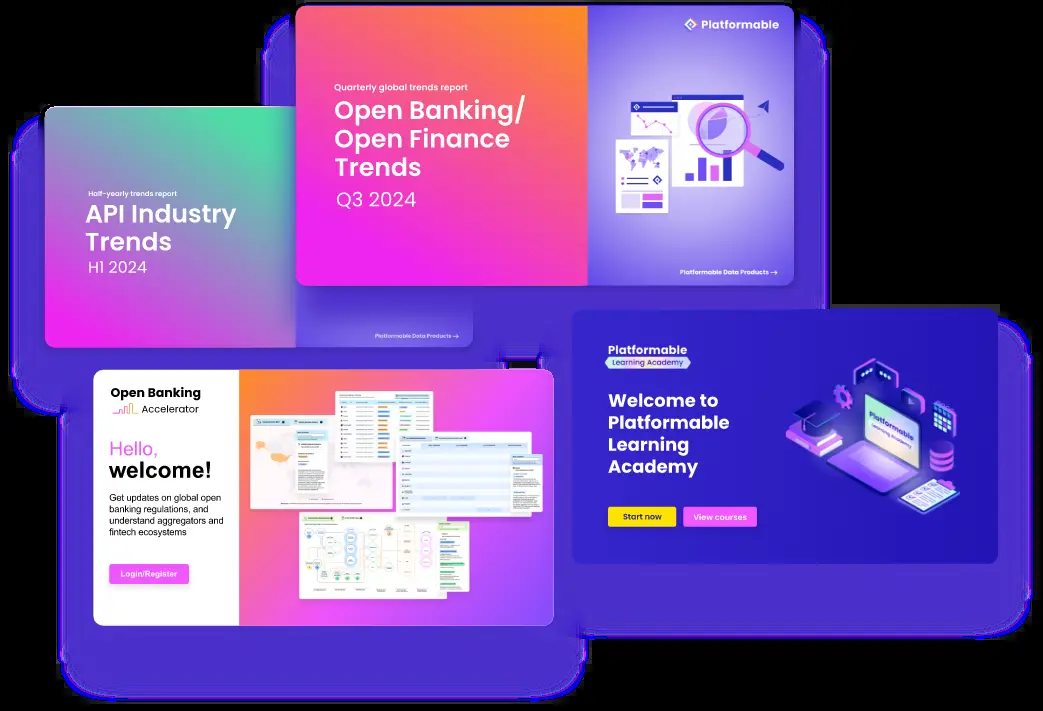 Platformable
Quarterly global trends report
Open Banking/
Open Finance
Trends
Q3 2024
Platformable Data Products →
Half-yearly trends report
API Industry
Trends
H1 2024
Platformable Data Products →
Open Banking
Accelerator
Hello,
welcome!
Get updates on global open
banking regulations, and
understand aggregators and
fintech ecosystems
Login/Register
Platformable
Learning Academy
Welcome to
Platformable
Learning
Academy
Start now
View courses
Platformable
Learning Academy